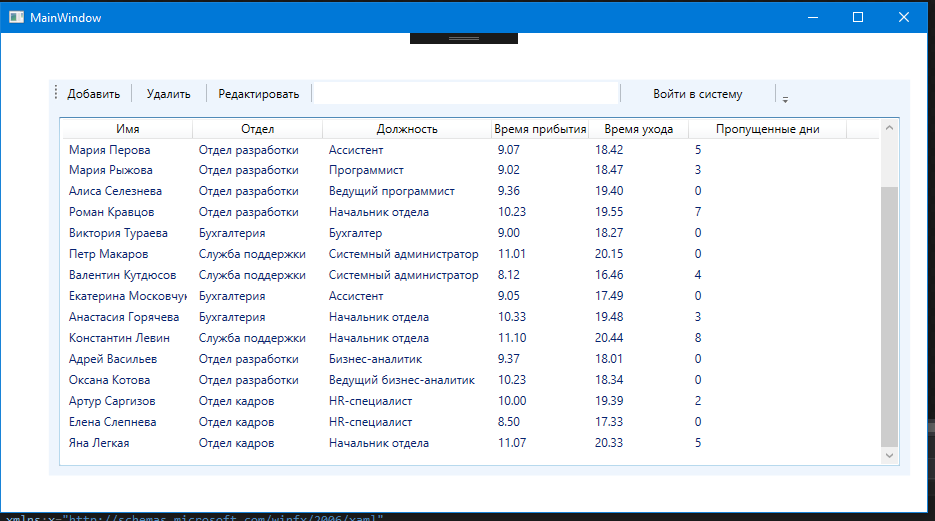 MainWindow
Добавить Удалить Редактировать Войти в систему
Имя Отдел Должность Время прибытия Время ухода Пропущенные дни
Мария Перова Отдел разработки Ассистент 9.07 18.42 5
Мария Рыжова Отдел разработки Программист 9.02 18.47 3
Алиса Селезнева Отдел разработки Ведущий программист 9.36 19.40 0
Роман Кравцов Отдел разработки Начальник отдела 10.23 19.55 7
Виктория Тураева Бухгалтерия Бухгалтер 9.00 18.27 0
Петр Макаров Служба поддержки Системный администратор 11.01 20.15 0
Валентин Кутдюсов Служба поддержки Системный администратор 8.12 16.46 4
Екатерина Московчук Бухгалтерия Ассистент 9.05 17.49 0
Анастасия Горячева Бухгалтерия Начальник отдела 10.33 19.48 3
Константин Левин Служба поддержки Начальник отдела 11.10 20.44 8
Адрей Васильев Отдел разработки Бизнес-аналитик 9.37 18.01 0
Оксана Котова Отдел разработки Ведущий бизнес-аналитик 10.23 18.34 0
Артур Саргизов Отдел кадров HR-специалист 10.00 19.39 2
Елена Слепнева Отдел кадров HR-специалист 8.50 17.33 0
Яна Легкая Отдел кадров Начальник отдела 11.07 20.33 5
xmlns:x="http://schemas.microsoft.com/winfx/2006/xaml"